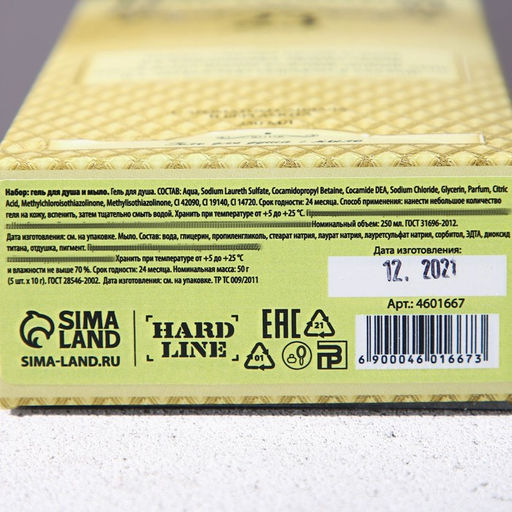 Набор: гель для душа и мыло. Гель для душа. СОСТАВ: Aqua, Sodium Laureth Sulfate, Cocamidopropyl Betaine, Cocamide DEA, Sodium Chloride, Glycerin, Parfum, Citric
Acid, Methylchloroisothiazolinone, Methylisothiazolinone, CI 42090, CI 19140, CI 14720. Срок годности: 24 месяца. Способ применения: нанести небольшое количество
геля на кожу, вспенить, затем тщательно смыть водой. Хранить при температуре от +5 до +25 °C
Номинальный объем: 250 мл. ГОСТ 31696-2012.
Дата изготовления: см. на упаковке. Мыло. Состав: вода, глицерин, пропиленгликоль, стеарат натрия, лаурат натрия, лауретсульфат натрия, сорбитол, ЭДТА, диоксид
титана, отдушка, пигмент.
Хранить при температуре от +5 до +25 °C
и влажности не выше 70 %. Срок годности: 24 месяца. Номинальная масса: 50 г
(5 шт. х 10 г). ГОСТ 28546-2002. Дата изготовления: см. на упаковке. ТР ТС 009/2011
Дата изготовления:
12. 2021
Арт.: 4601667
SIMA
LAND
SIMA-LAND.RU
HARD
LINE
EAC
21
01
6 900046 016673